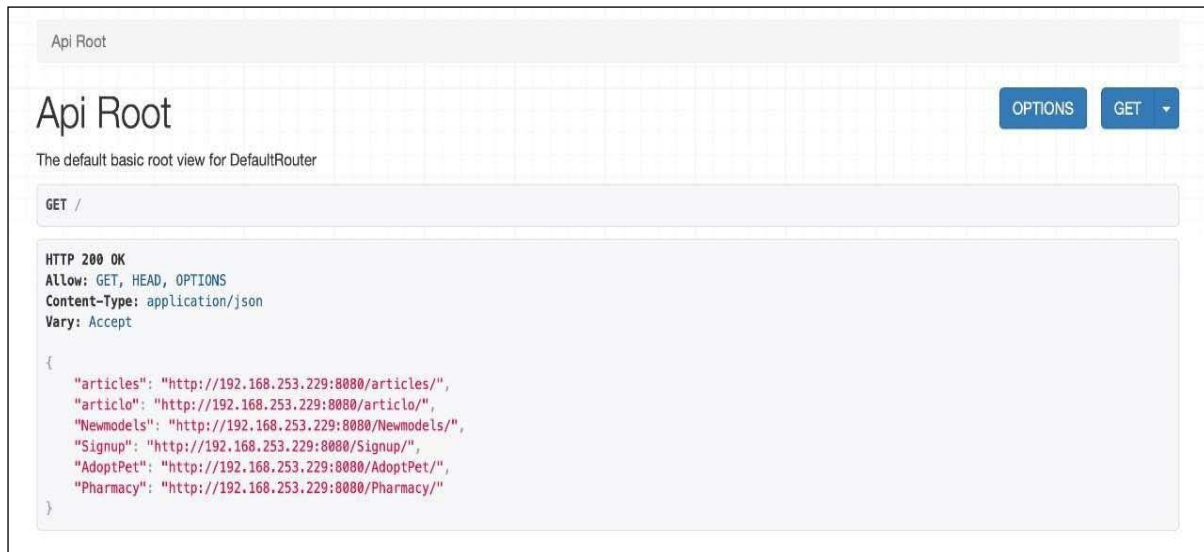 Api Root
Api Root
OPTIONS
GET
The default basic root view for DefaultRouter
GET /
HTTP 200 OK
Allow: GET, HEAD, OPTIONS
Content-Type: application/json
Vary: Accept
{
    "articles": "http://192.168.253.229:8080/articles/",
    "articlo": "http://192.168.253.229:8080/articlo/",
    "Newmodels": "http://192.168.253.229:8080/Newmodels/",
    "Signup": "http://192.168.253.229:8080/Signup/",
    "AdoptPet": "http://192.168.253.229:8080/AdoptPet/",
    "Pharmacy": "http://192.168.253.229:8080/Pharmacy/"
}